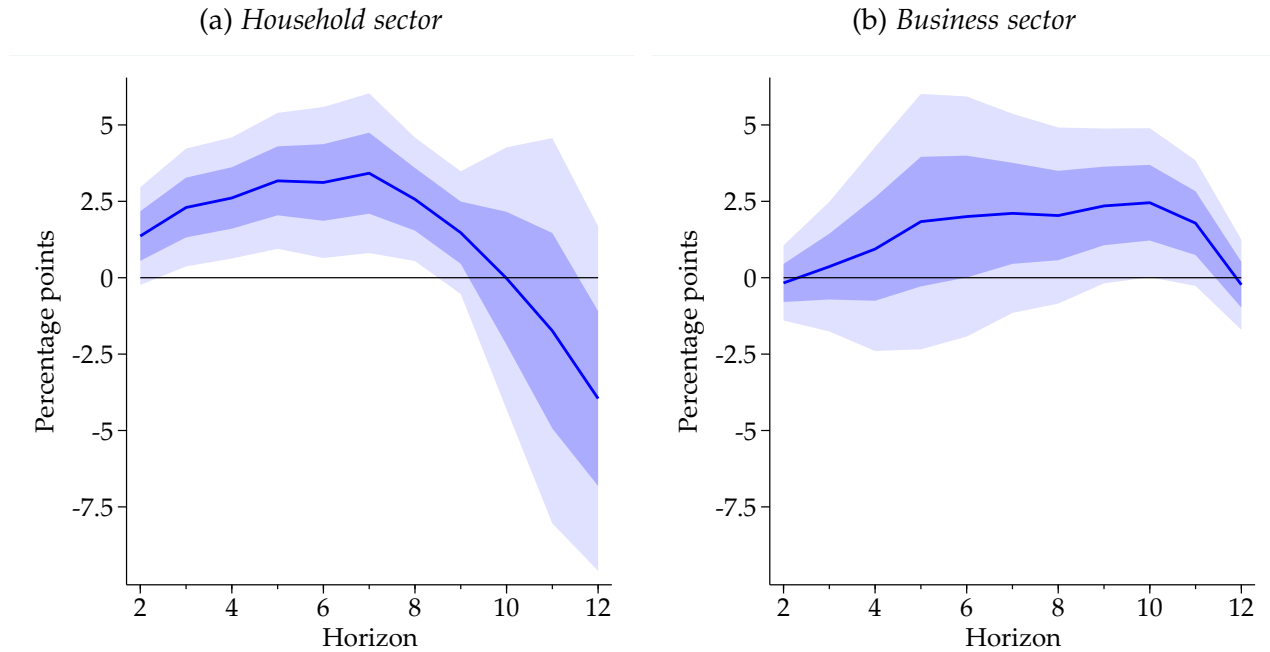 (a) Household sector
5
2.5
0
-2.5
-5
-7.5
Percentage points
2 4 6 8 10 12
Horizon
(b) Business sector
5
2.5
0
-2.5
-5
-7.5
Percentage points
2 4 6 8 10 12
Horizon